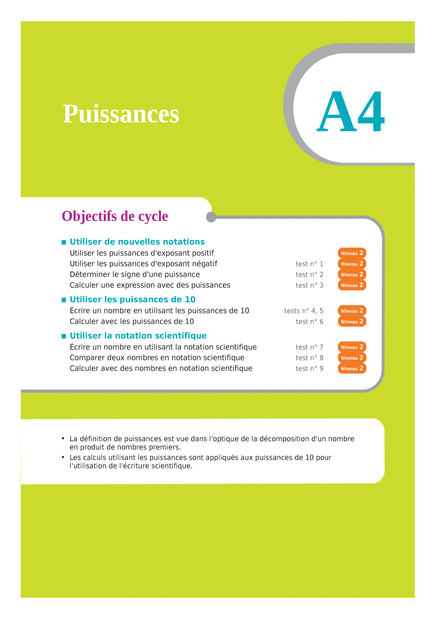 Puissances
A4
Objectifs de cycle
Utiliser de nouvelles notations
Utiliser les puissances d'exposant positif Niveau 2
Utiliser les puissances d'exposant négatif test n° 1 Niveau 2
Déterminer le signe d'une puissance test n° 2 Niveau 2
Calculer une expression avec des puissances test n° 3 Niveau 2
Utiliser les puissances de 10
Écrire un nombre en utilisant les puissances de 10 tests n° 4, 5 Niveau 2
Calculer avec les puissances de 10 test n° 6 Niveau 2
Utiliser la notation scientifique
Écrire un nombre en utilisant la notation scientifique test n° 7 Niveau 2
Comparer deux nombres en notation scientifique test n° 8 Niveau 2
Calculer avec des nombres en notation scientifique test n° 9 Niveau 2
• La définition de puissances est vue dans l'optique de la décomposition d'un nombre
en produit de nombres premiers.
• Les calculs utilisant les puissances sont appliqués aux puissances de 10 pour
l'utilisation de l'écriture scientifique.